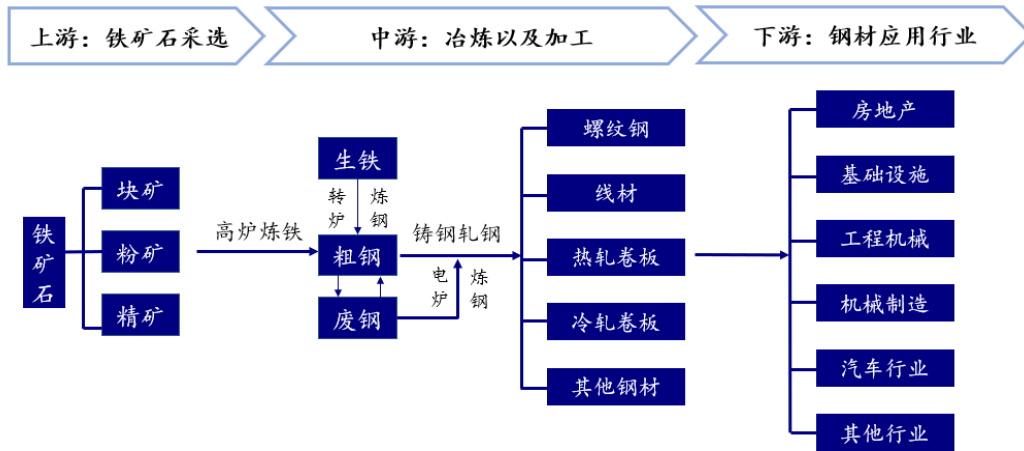 上游：铁矿石采选
中游：冶炼以及加工
下游：钢材应用行业
铁矿石
块矿
粉矿
精矿
高炉炼铁
生铁
转炉
炼钢
粗钢
废钢
铸钢轧钢
电炉
炼钢
螺纹钢
线材
热轧卷板
冷轧卷板
其他钢材
房地产
基础设施
工程机械
机械制造
汽车行业
其他行业